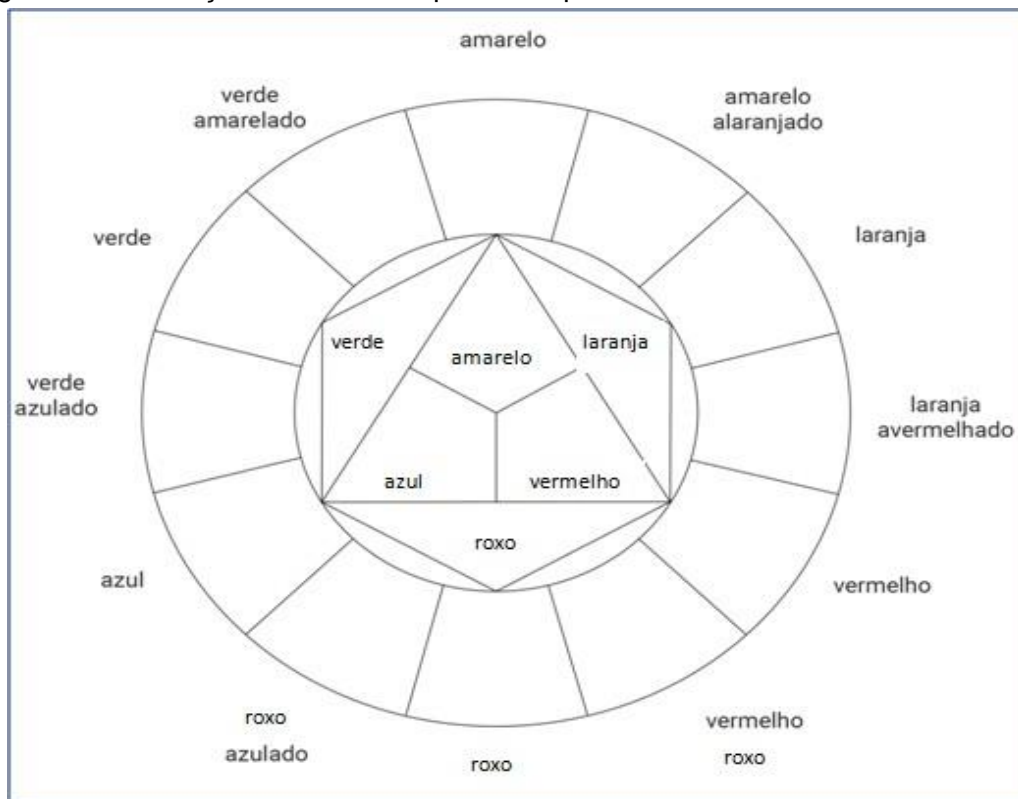 amarelo
verde
amarelado
amarelo
alaranjado
verde
laranja
verde
amarelo
laranja
verde
azulado
laranja
avermelhado
azul
vermelho
roxo
azul
vermelho
roxo
azulado
roxo
vermelho
roxo